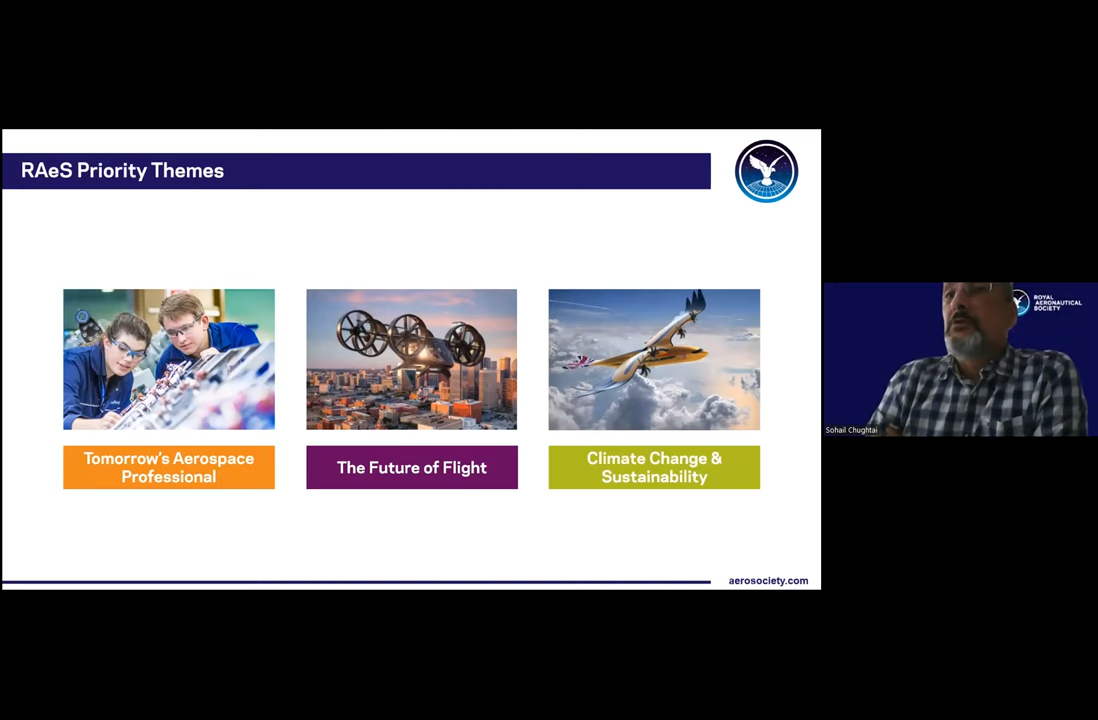 RAeS Priority Themes
Tomorrow's Aerospace
Professional
The Future of Flight
Climate Change &
Sustainability
aerosociety.com
ROYAL
AERONAUTICAL
SOCIETY
Sohail Chughtai